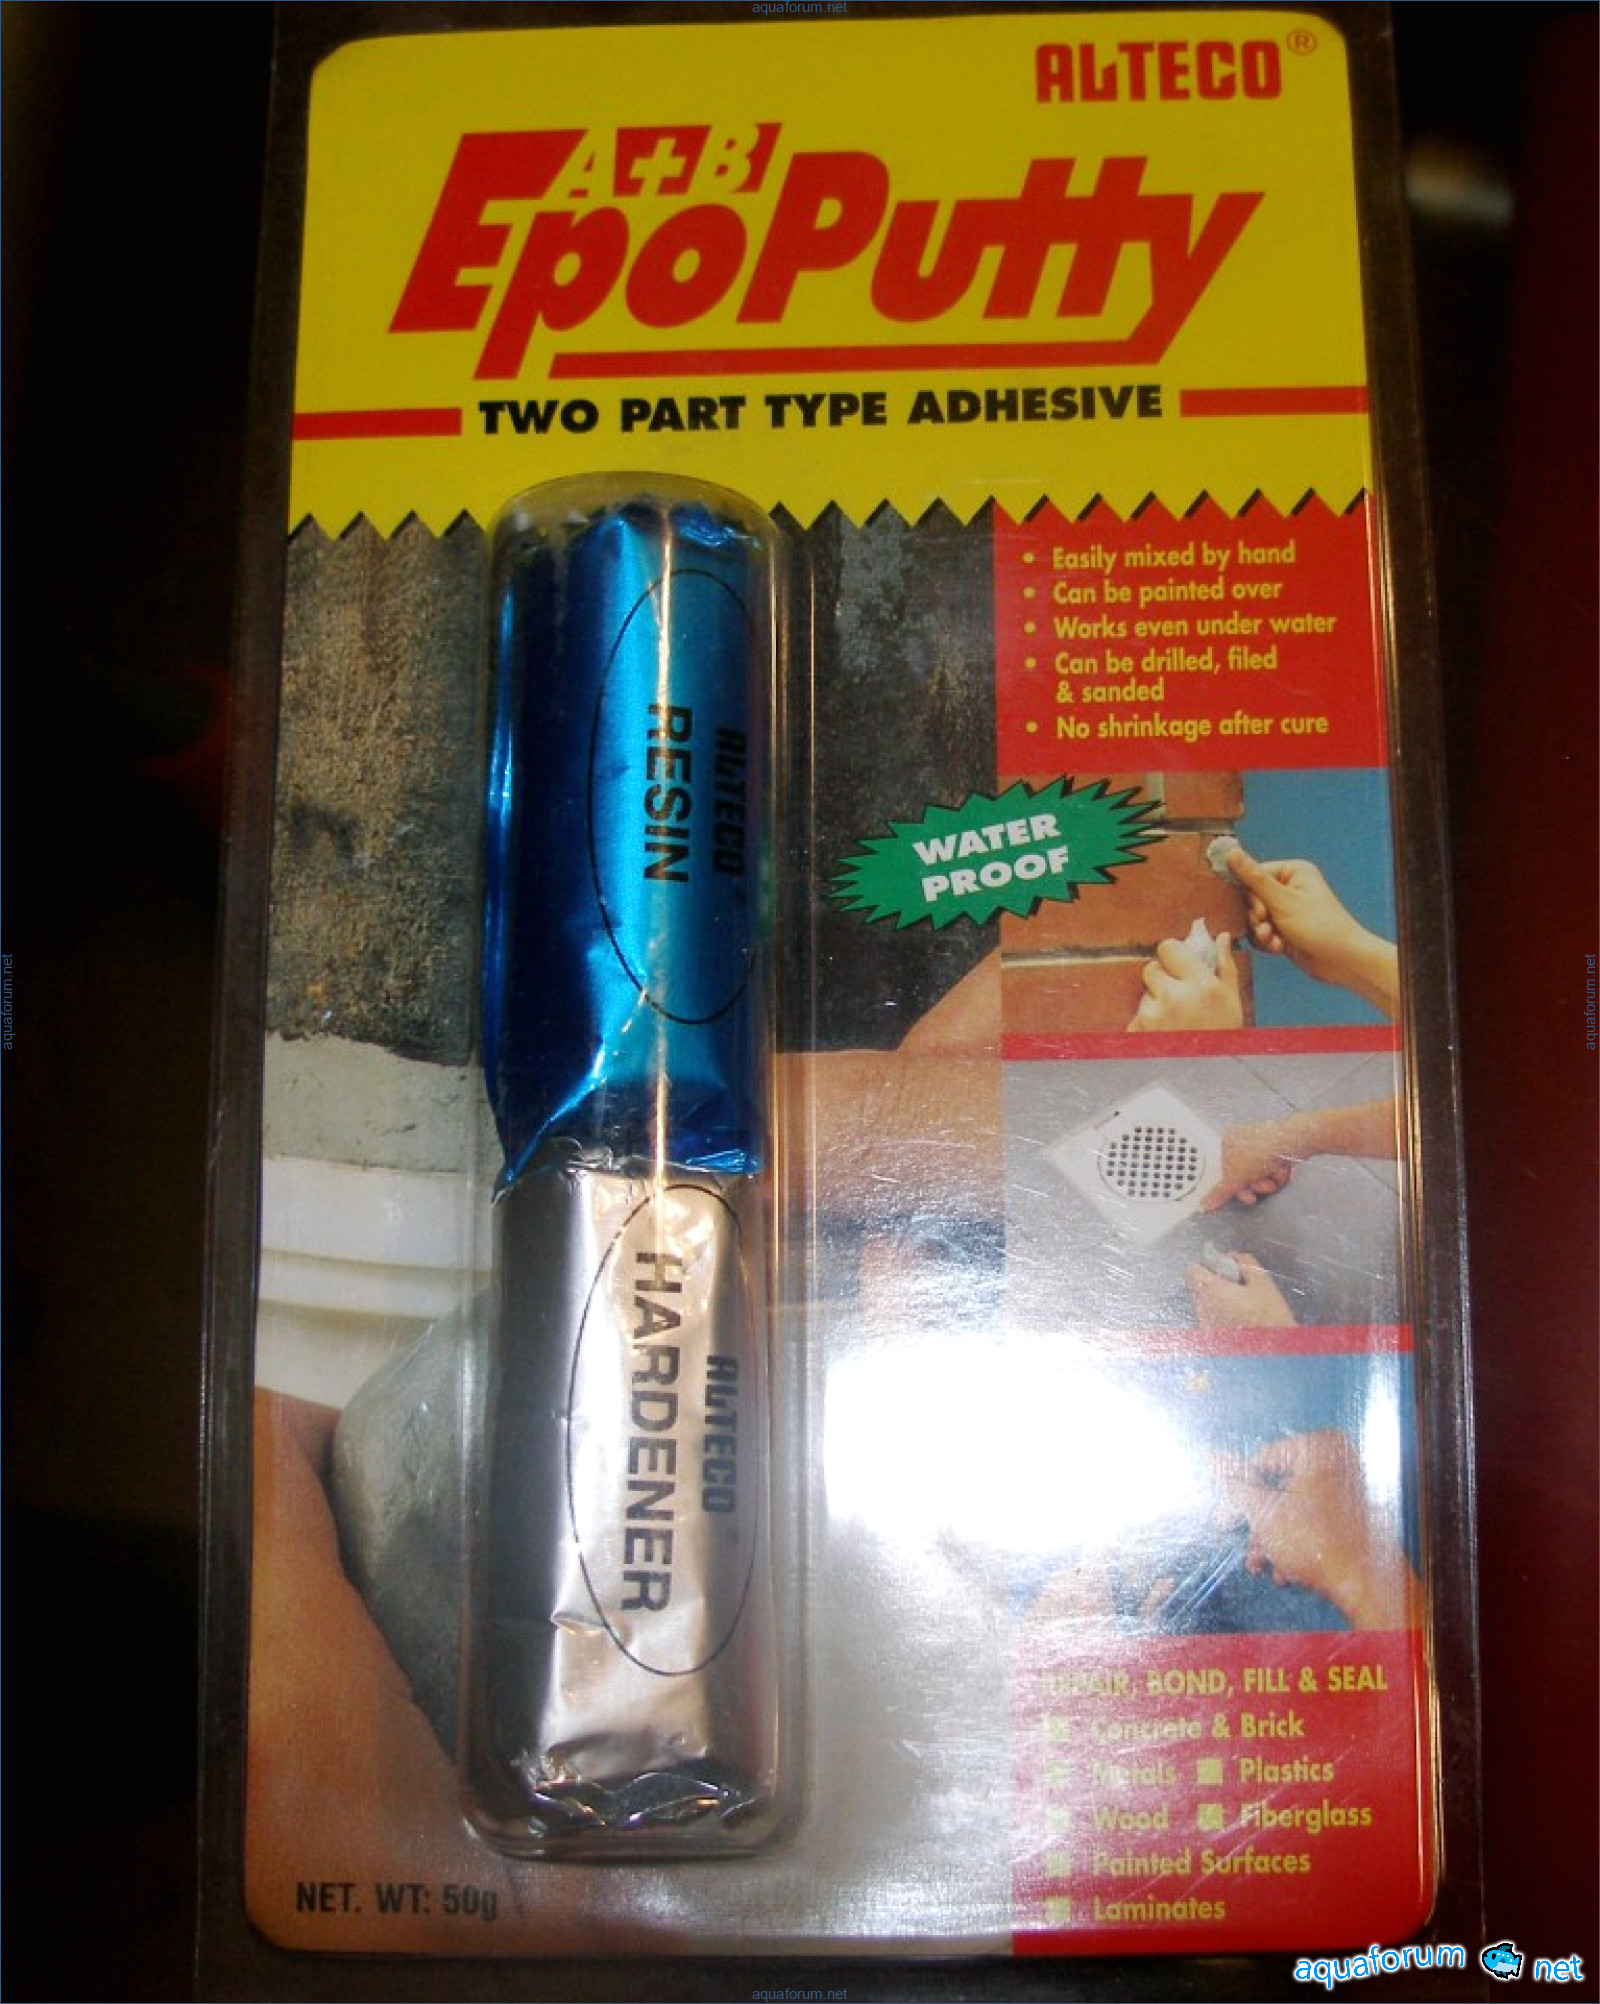 aquaforum.net
ALTECO®
A+B
EpoPutty
TWO PART TYPE ADHESIVE
• Easily mixed by hand
• Can be painted over
• Works even under water
• Can be drilled, filed
& sanded
• No shrinkage after cure
ALTECO
RESIN
WATER
PROOF
aquaforum.net
aquaforum.net
ALTECO
HARDENER
REPAIR, BOND, FILL & SEAL
■ Concrete & Brick
■ Metals ■ Plastics
■ Wood ■ Fiberglass
■ Painted Surfaces
■ Laminates
NET. WT: 50g
aquaforum net
aquaforum.net